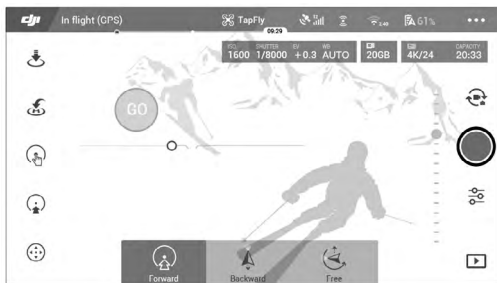 dji In flight (GPS) TapFly 61%
09:29
ISO SHUTTER EV WB CAPACITY
1600 1/8000 +0.3 AUTO 20GB 4K/24 20:33
GO
Forward Backward Free